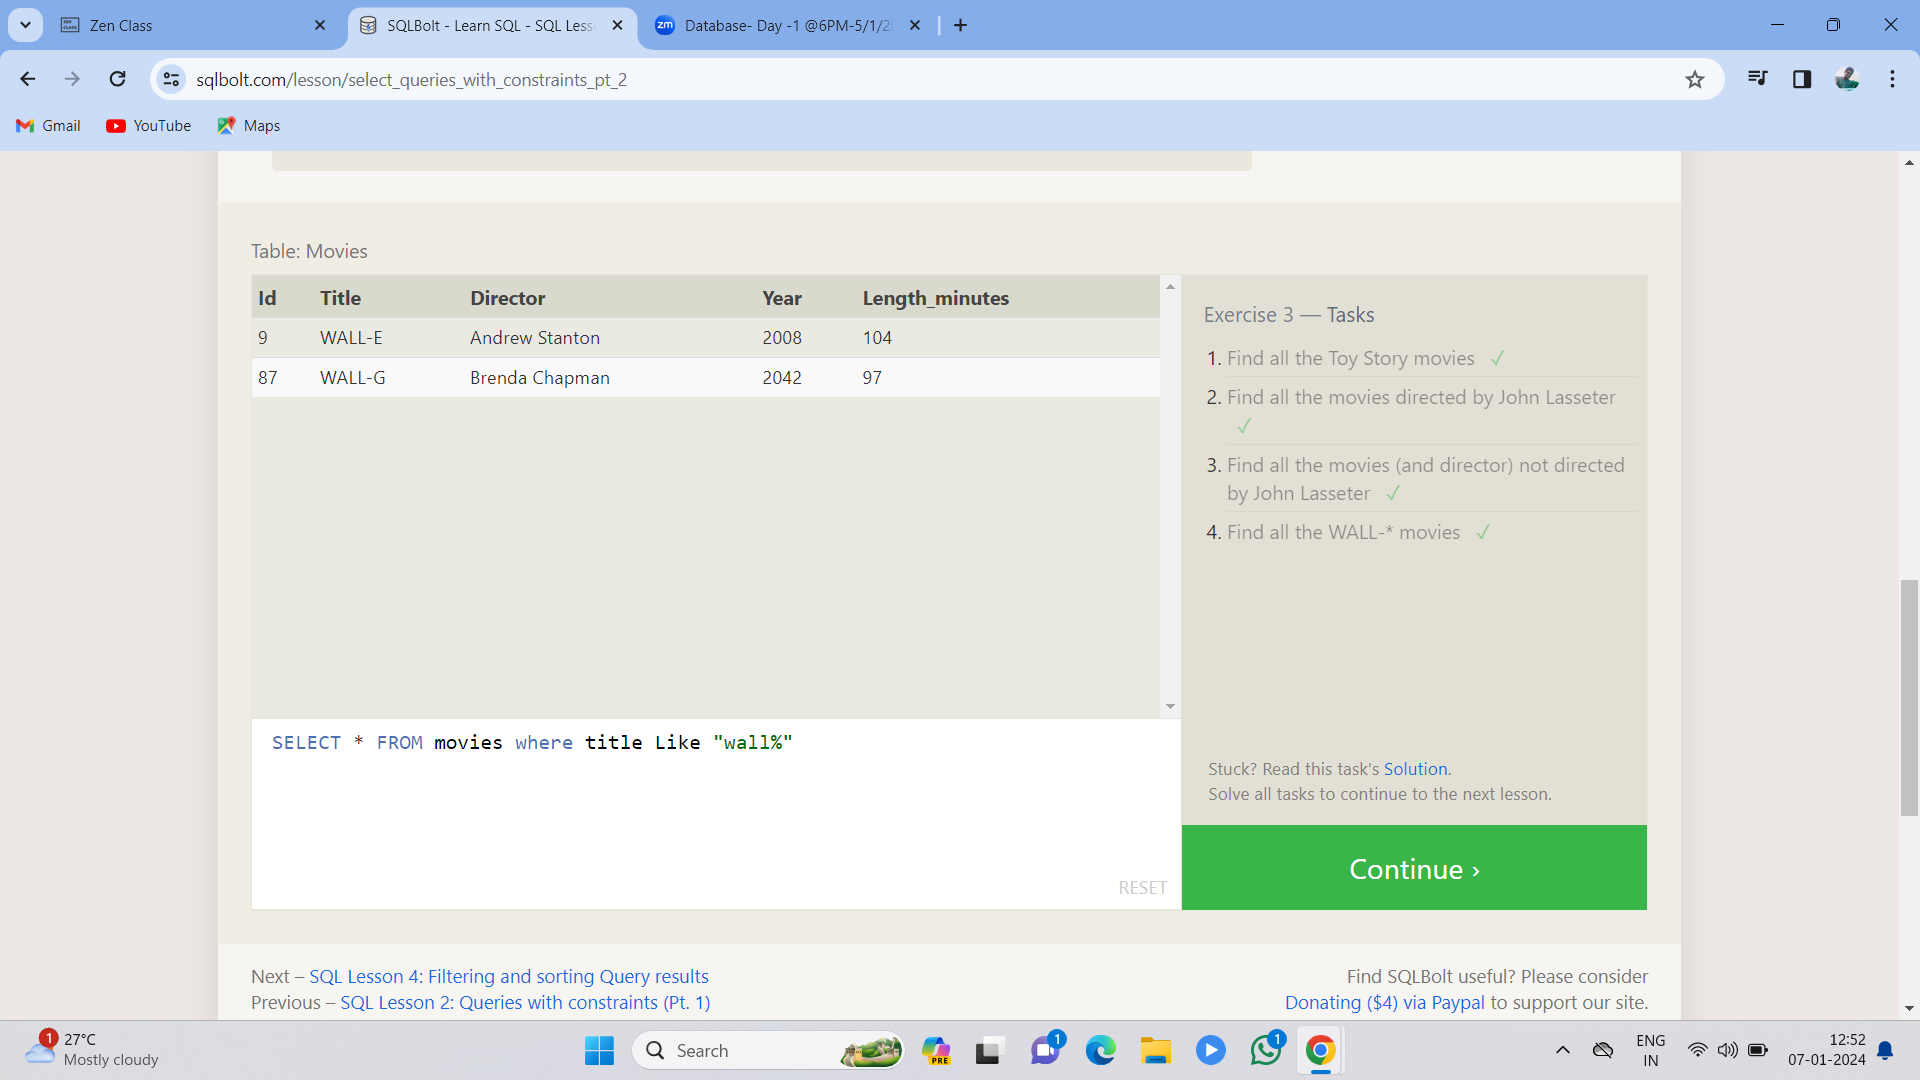 Zen Class
SQLBolt - Learn SQL - SQL Less
zm Database- Day -1 @6PM-5/1/2
sqlbolt.com/lesson/select_queries_with_constraints_pt_2
Gmail YouTube Maps
Table: Movies
Id Title Director Year Length_minutes
9 WALL-E Andrew Stanton 2008 104
87 WALL-G Brenda Chapman 2042 97
SELECT * FROM movies where title Like "wall%"
RESET
Exercise 3 — Tasks
1. Find all the Toy Story movies ✓
2. Find all the movies directed by John Lasseter
✓
3. Find all the movies (and director) not directed
by John Lasseter ✓
4. Find all the WALL-* movies ✓
Stuck? Read this task's Solution.
Solve all tasks to continue to the next lesson.
Continue ›
Next – SQL Lesson 4: Filtering and sorting Query results
Previous – SQL Lesson 2: Queries with constraints (Pt. 1)
Find SQLBolt useful? Please consider
Donating ($4) via Paypal to support our site.
1
27°C
Mostly cloudy
Search
PRE
1
1
ENG
IN
12:52
07-01-2024